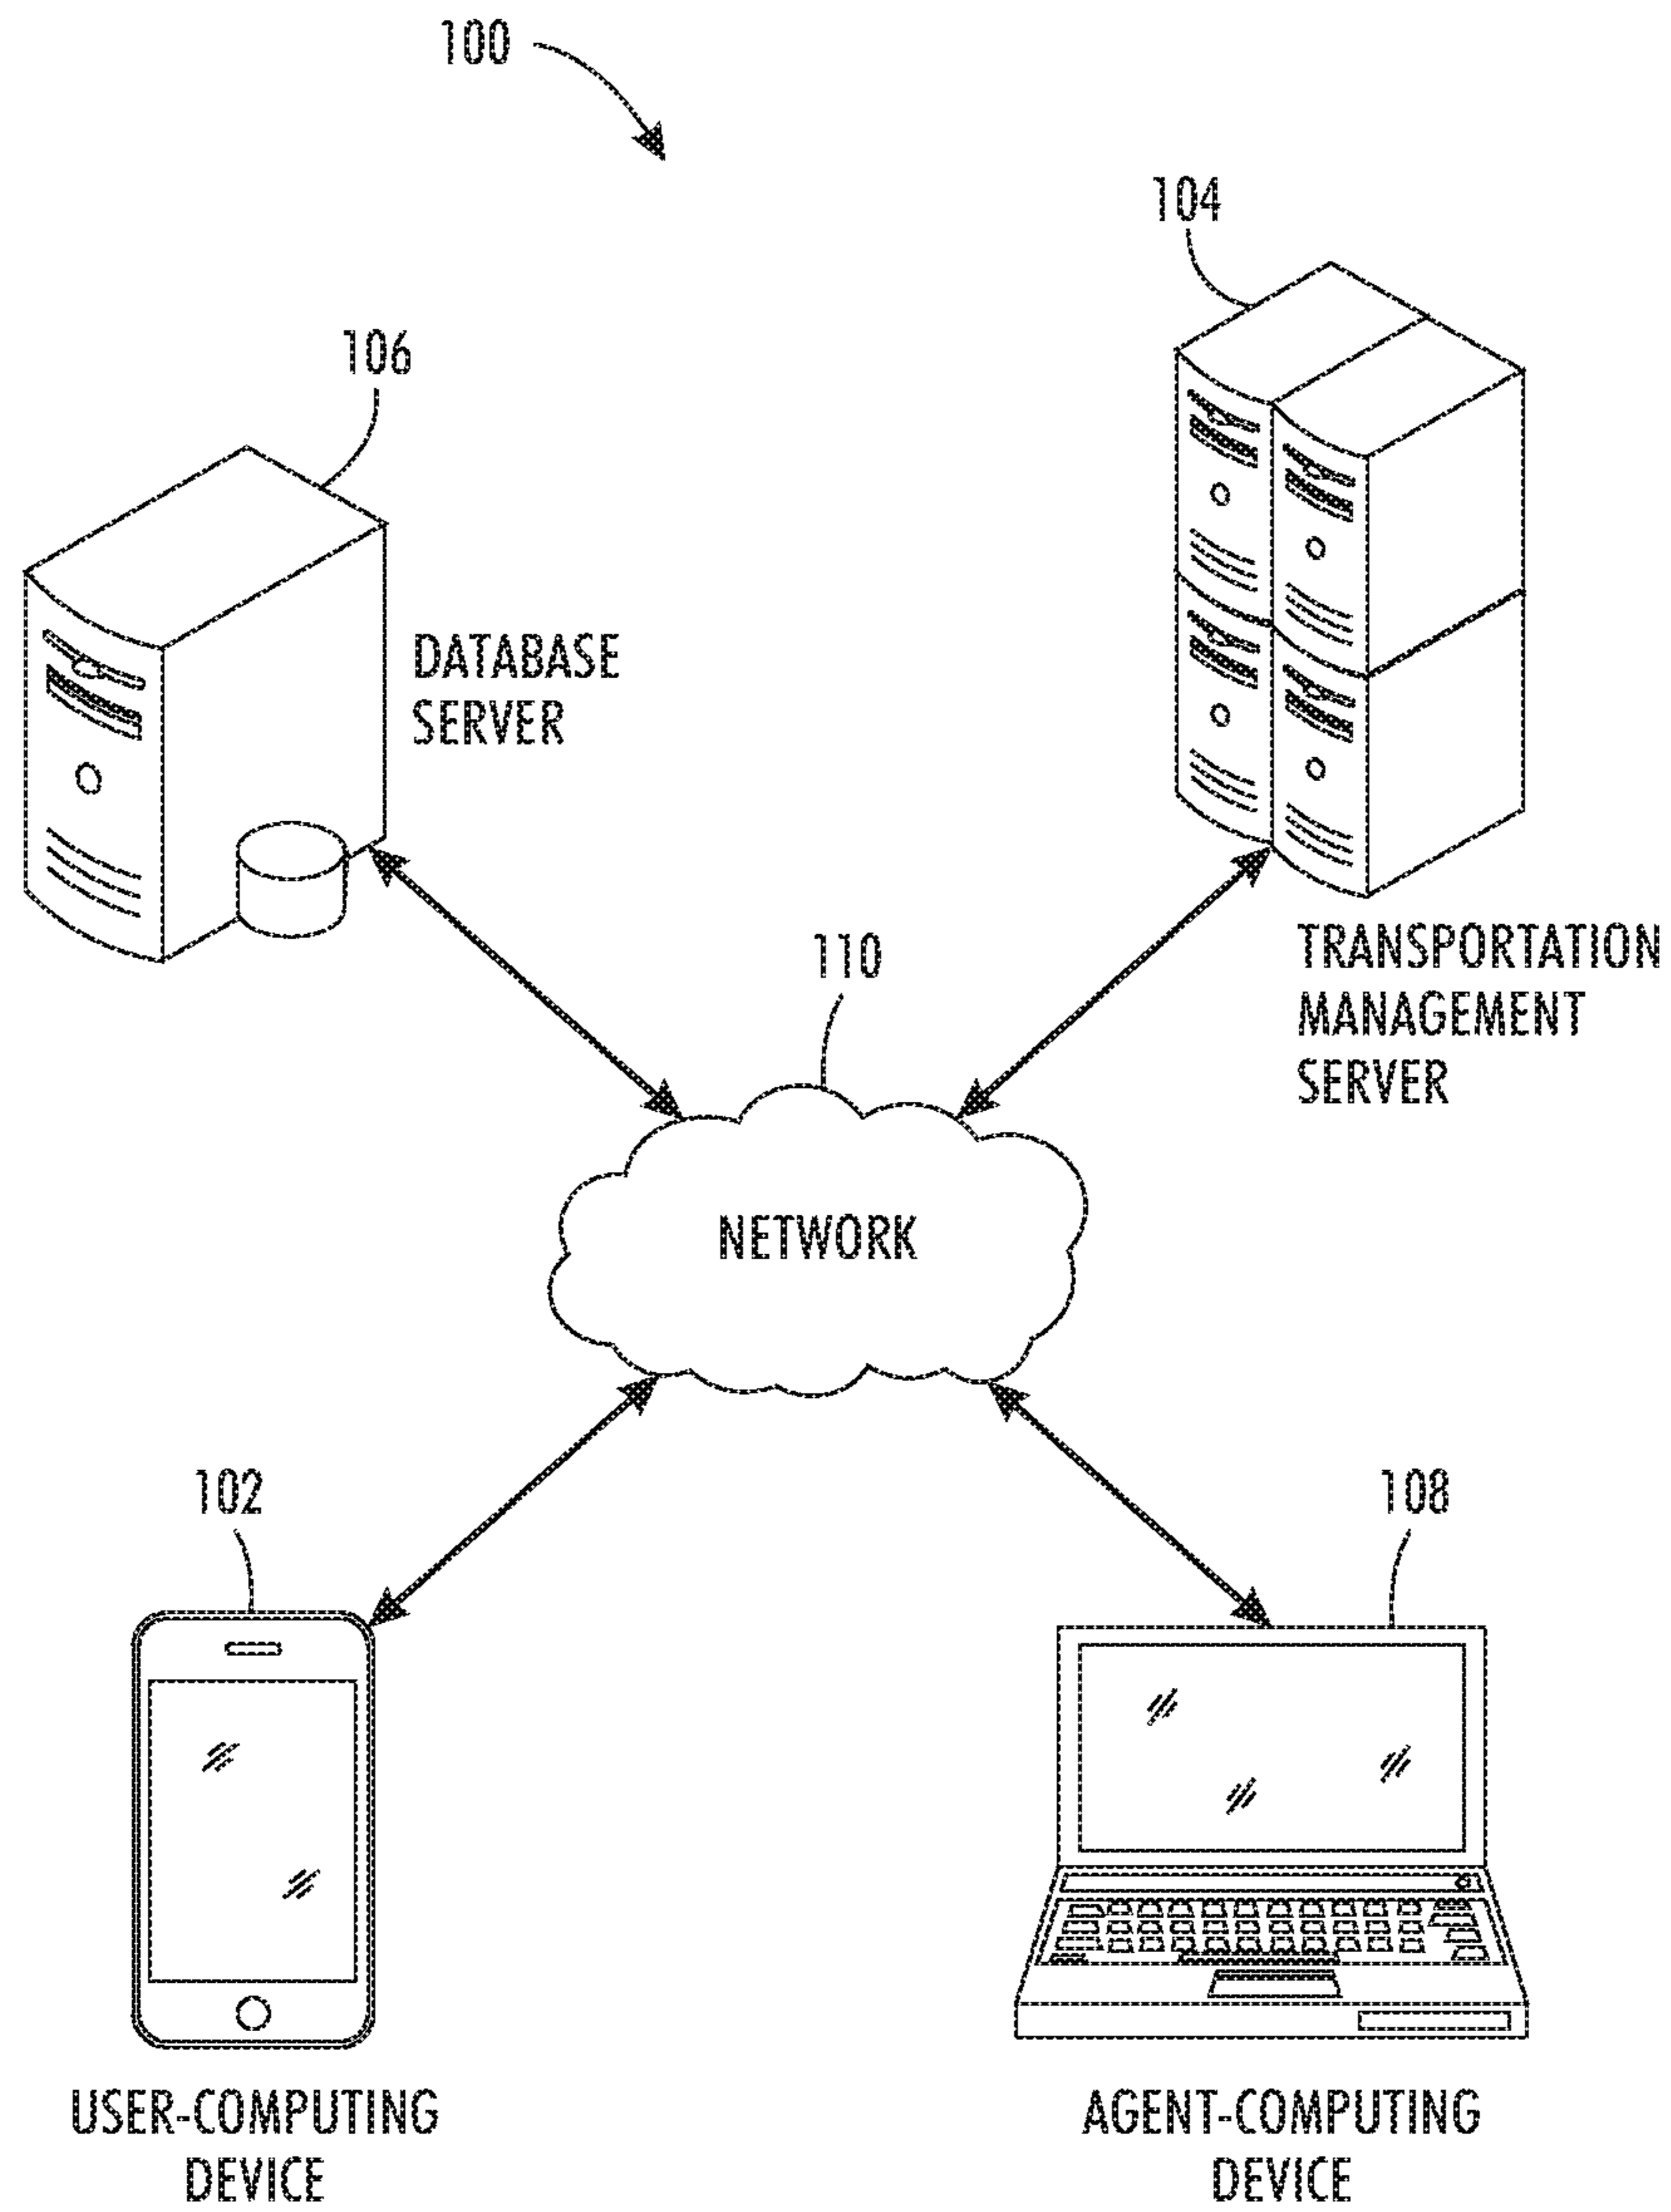 100
104
106
DATABASE
SERVER
110
TRANSPORTATION
MANAGEMENT
SERVER
NETWORK
102
108
USER-COMPUTING
DEVICE
AGENT-COMPUTING
DEVICE